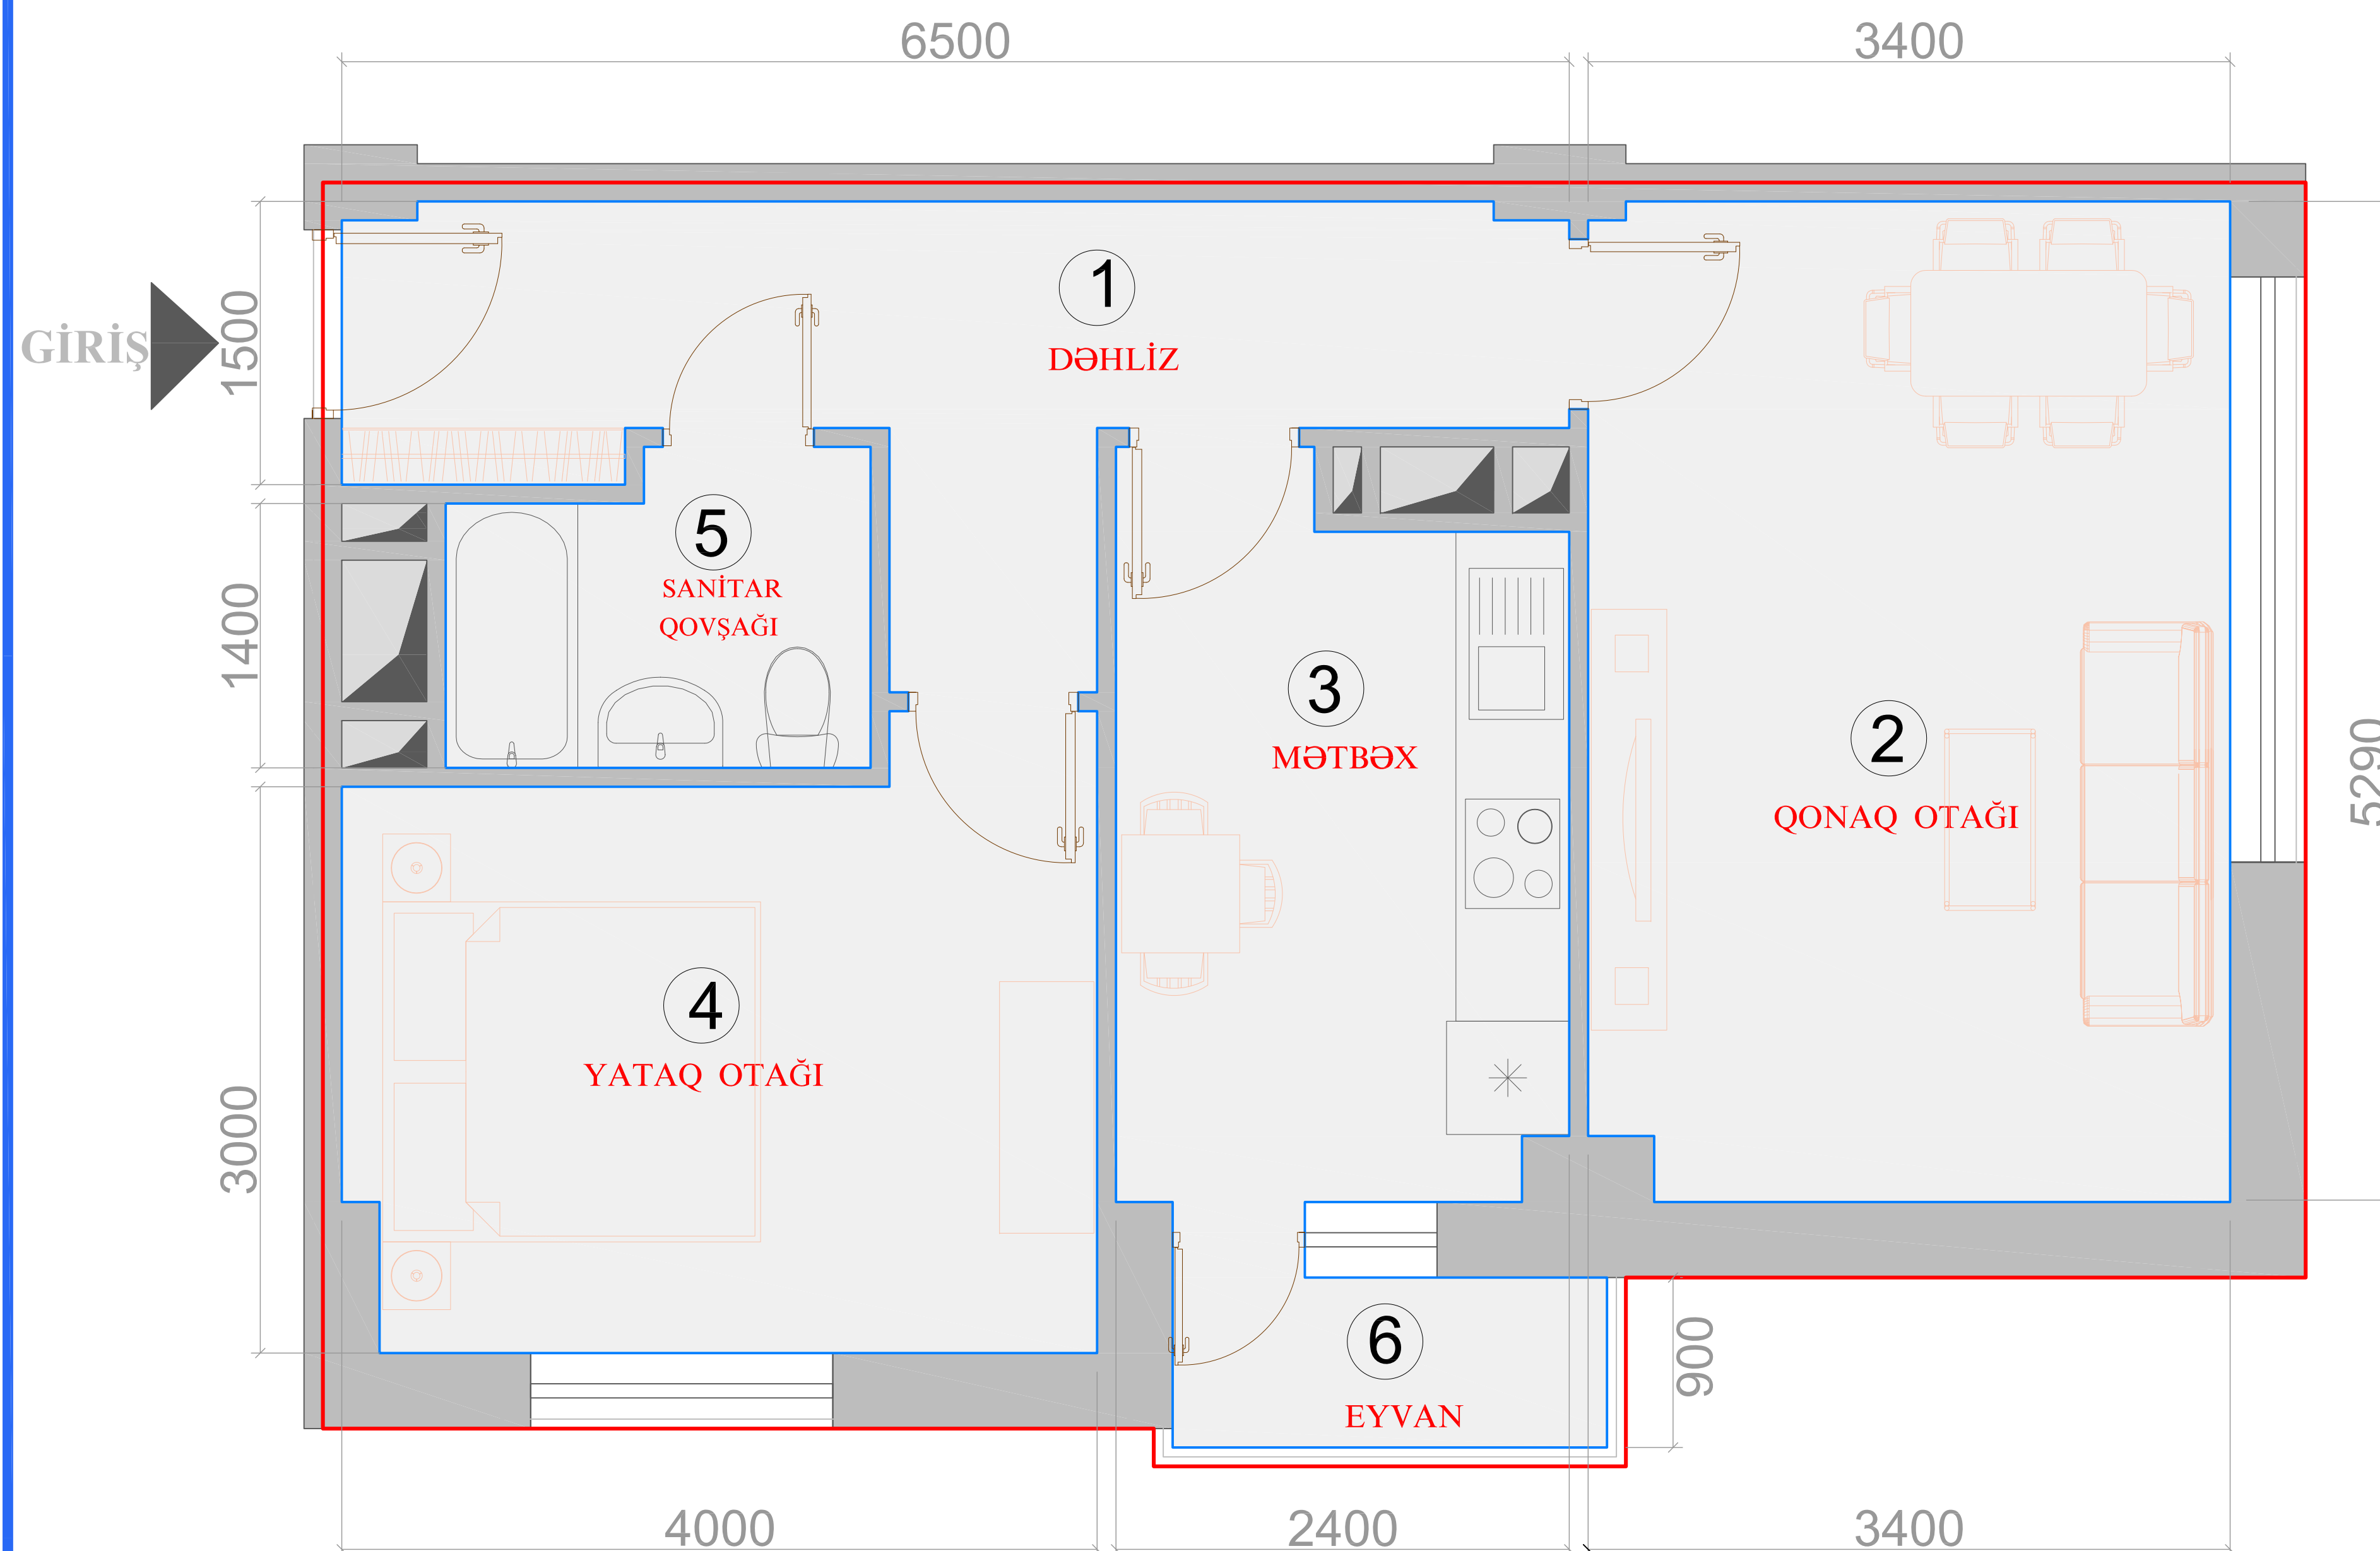 6500
3400
GİRİŞ
1500
1
DƏHLİZ
5
SANİTAR
QOVŞAĞI
1400
3
MƏTBƏX
2
QONAQ OTAĞI
5290
4
YATAQ OTAĞI
3000
6
EYVAN
900
4000
2400
3400